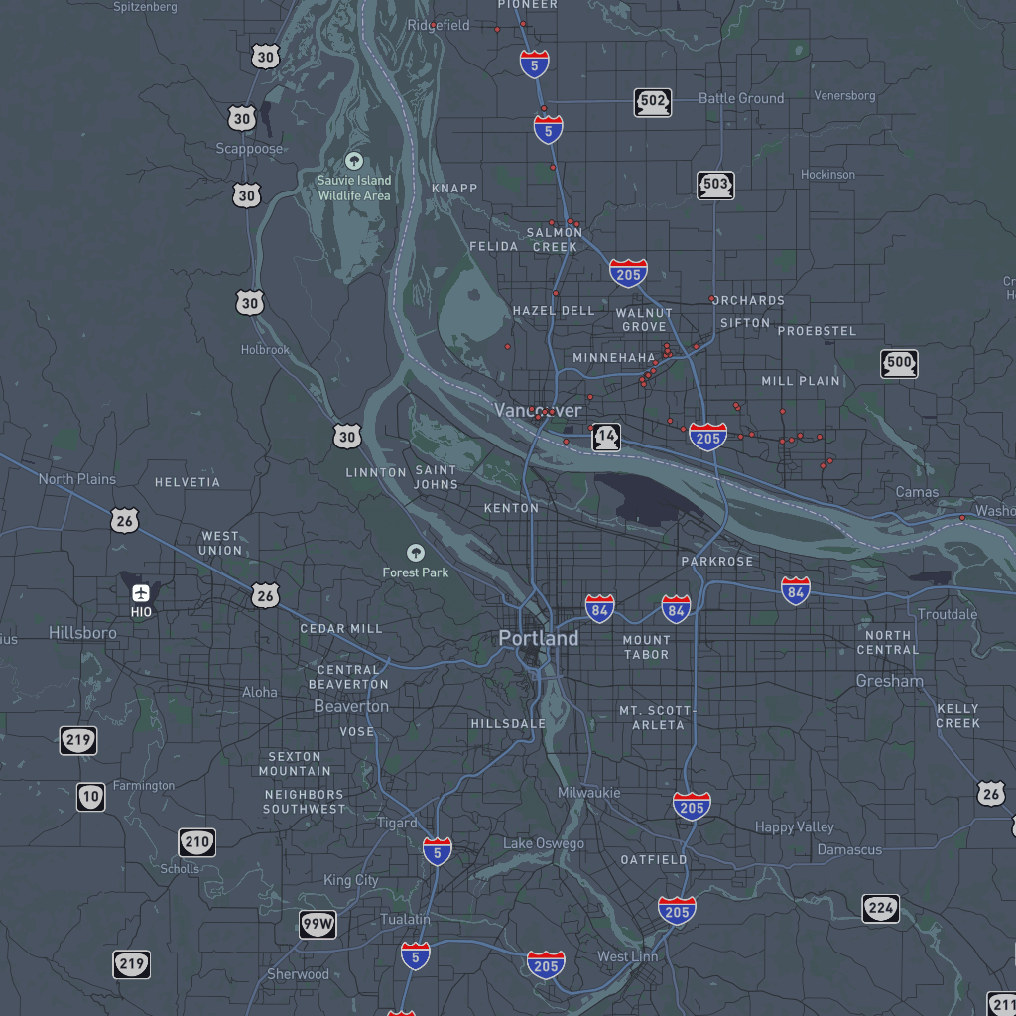 Spitzenberg
PIONEER
Ridgefield
30
5
502
Battle Ground
Venersborg
30
5
Scappoose
Sauvie Island
Wildlife Area
KNAPP
503
Hockinson
30
FELIDA
SALMON
CREEK
205
30
HAZEL DELL
WALNUT
GROVE
ORCHARDS
SIFTON
PROEBSTEL
Holbrook
MINNEHAHA
500
MILL PLAIN
Vancouver
30
14
205
LINNTON
SAINT
JOHNS
North Plains
HELVETIA
Camas
KENTON
26
WEST
UNION
Forest Park
PARKROSE
HIO
26
84
84
84
Troutdale
Hillsboro
CEDAR MILL
Portland
MOUNT
TABOR
NORTH
CENTRAL
CENTRAL
BEAVERTON
Aloha
Beaverton
Gresham
VOSE
HILLSDALE
MT. SCOTT-
ARLETA
KELLY
CREEK
219
SEXTON
MOUNTAIN
Farmington
10
NEIGHBORS
SOUTHWEST
Milwaukie
205
26
Tigard
Happy Valley
210
5
Lake Oswego
OATFIELD
Damascus
Scholls
King City
99W
Tualatin
205
224
219
5
205
West Linn
Sherwood
211